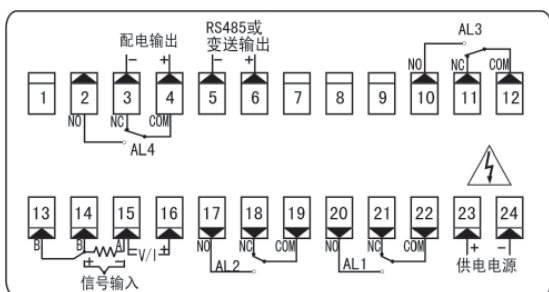 配电输出
RS485或
变送输出
AL3
− +
− +
NO NC COM
1 2 3 4 5 6 7 8 9 10 11 12
NO NC COM
AL4
13 14 15 16 17 18 19 20 21 22 23 24
B B A V/I NO NC COM NO NC COM + −
+ − − +
信号输入
AL2
AL1
供电电源